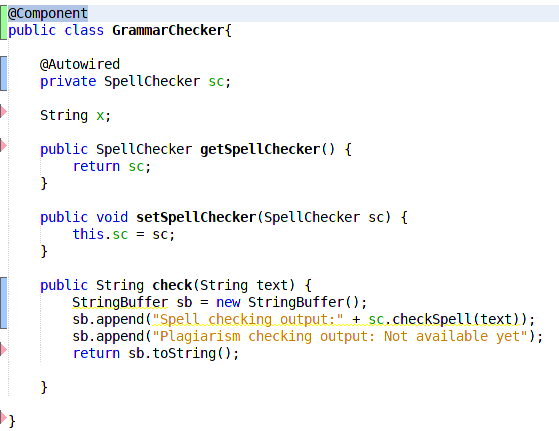 @Component
public class GrammarChecker{
@Autowired
private SpellChecker sc;
String x;
public SpellChecker getSpellChecker() {
return sc;
}
public void setSpellChecker(SpellChecker sc) {
this.sc = sc;
}
public String check(String text) {
StringBuffer sb = new StringBuffer();
sb.append("Spell checking output:" + sc.checkSpell(text));
sb.append("Plagiarism checking output: Not available yet");
return sb.toString();
}
}